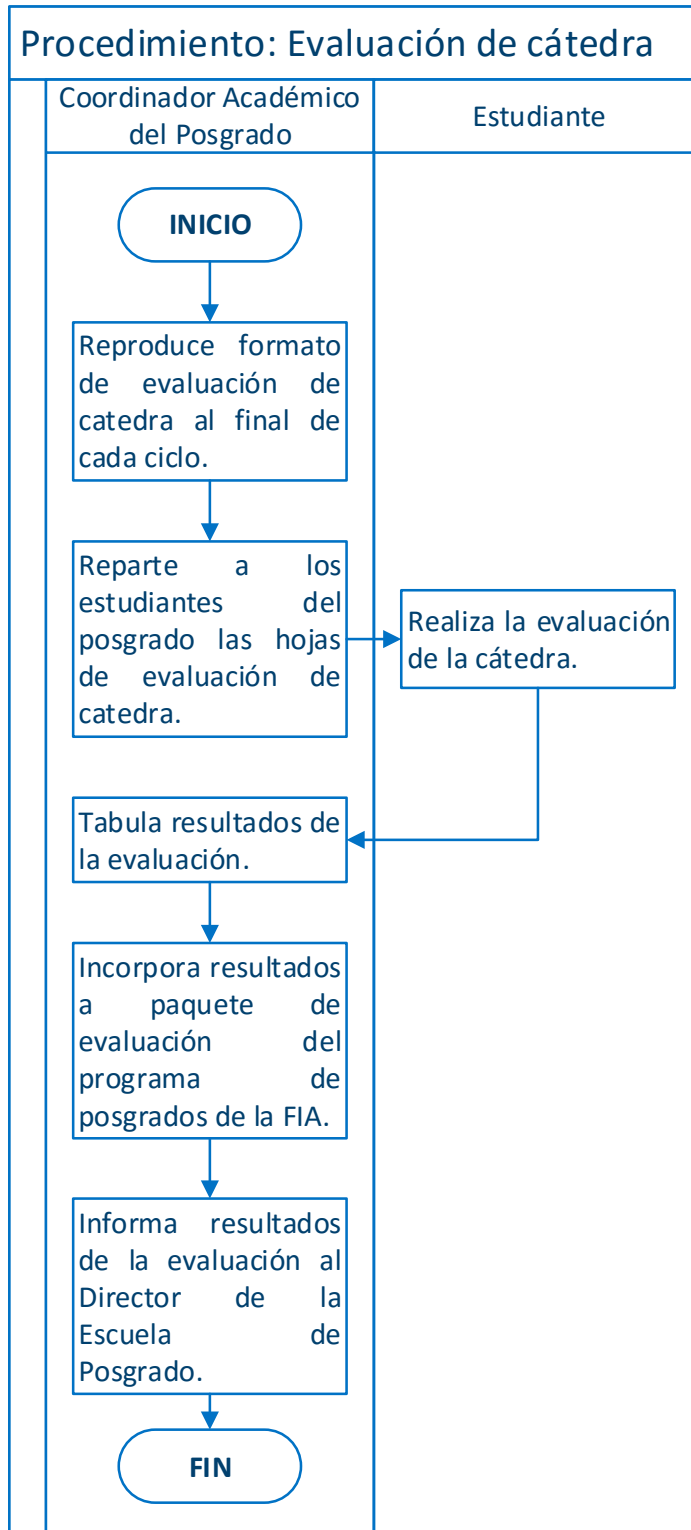 Procedimiento: Evaluación de cátedra
Coordinador Académico
del Posgrado
Estudiante
INICIO
Reproduce formato
de evaluación de
catedra al final de
cada ciclo.
Reparte a los
estudiantes del
posgrado las hojas
de evaluación de
catedra.
Realiza la evaluación
de la cátedra.
Tabula resultados de
la evaluación.
Incorpora resultados
a paquete de
evaluación del
programa de
posgrados de la FIA.
Informa resultados
de la evaluación al
Director de la
Escuela de
Posgrado.
FIN